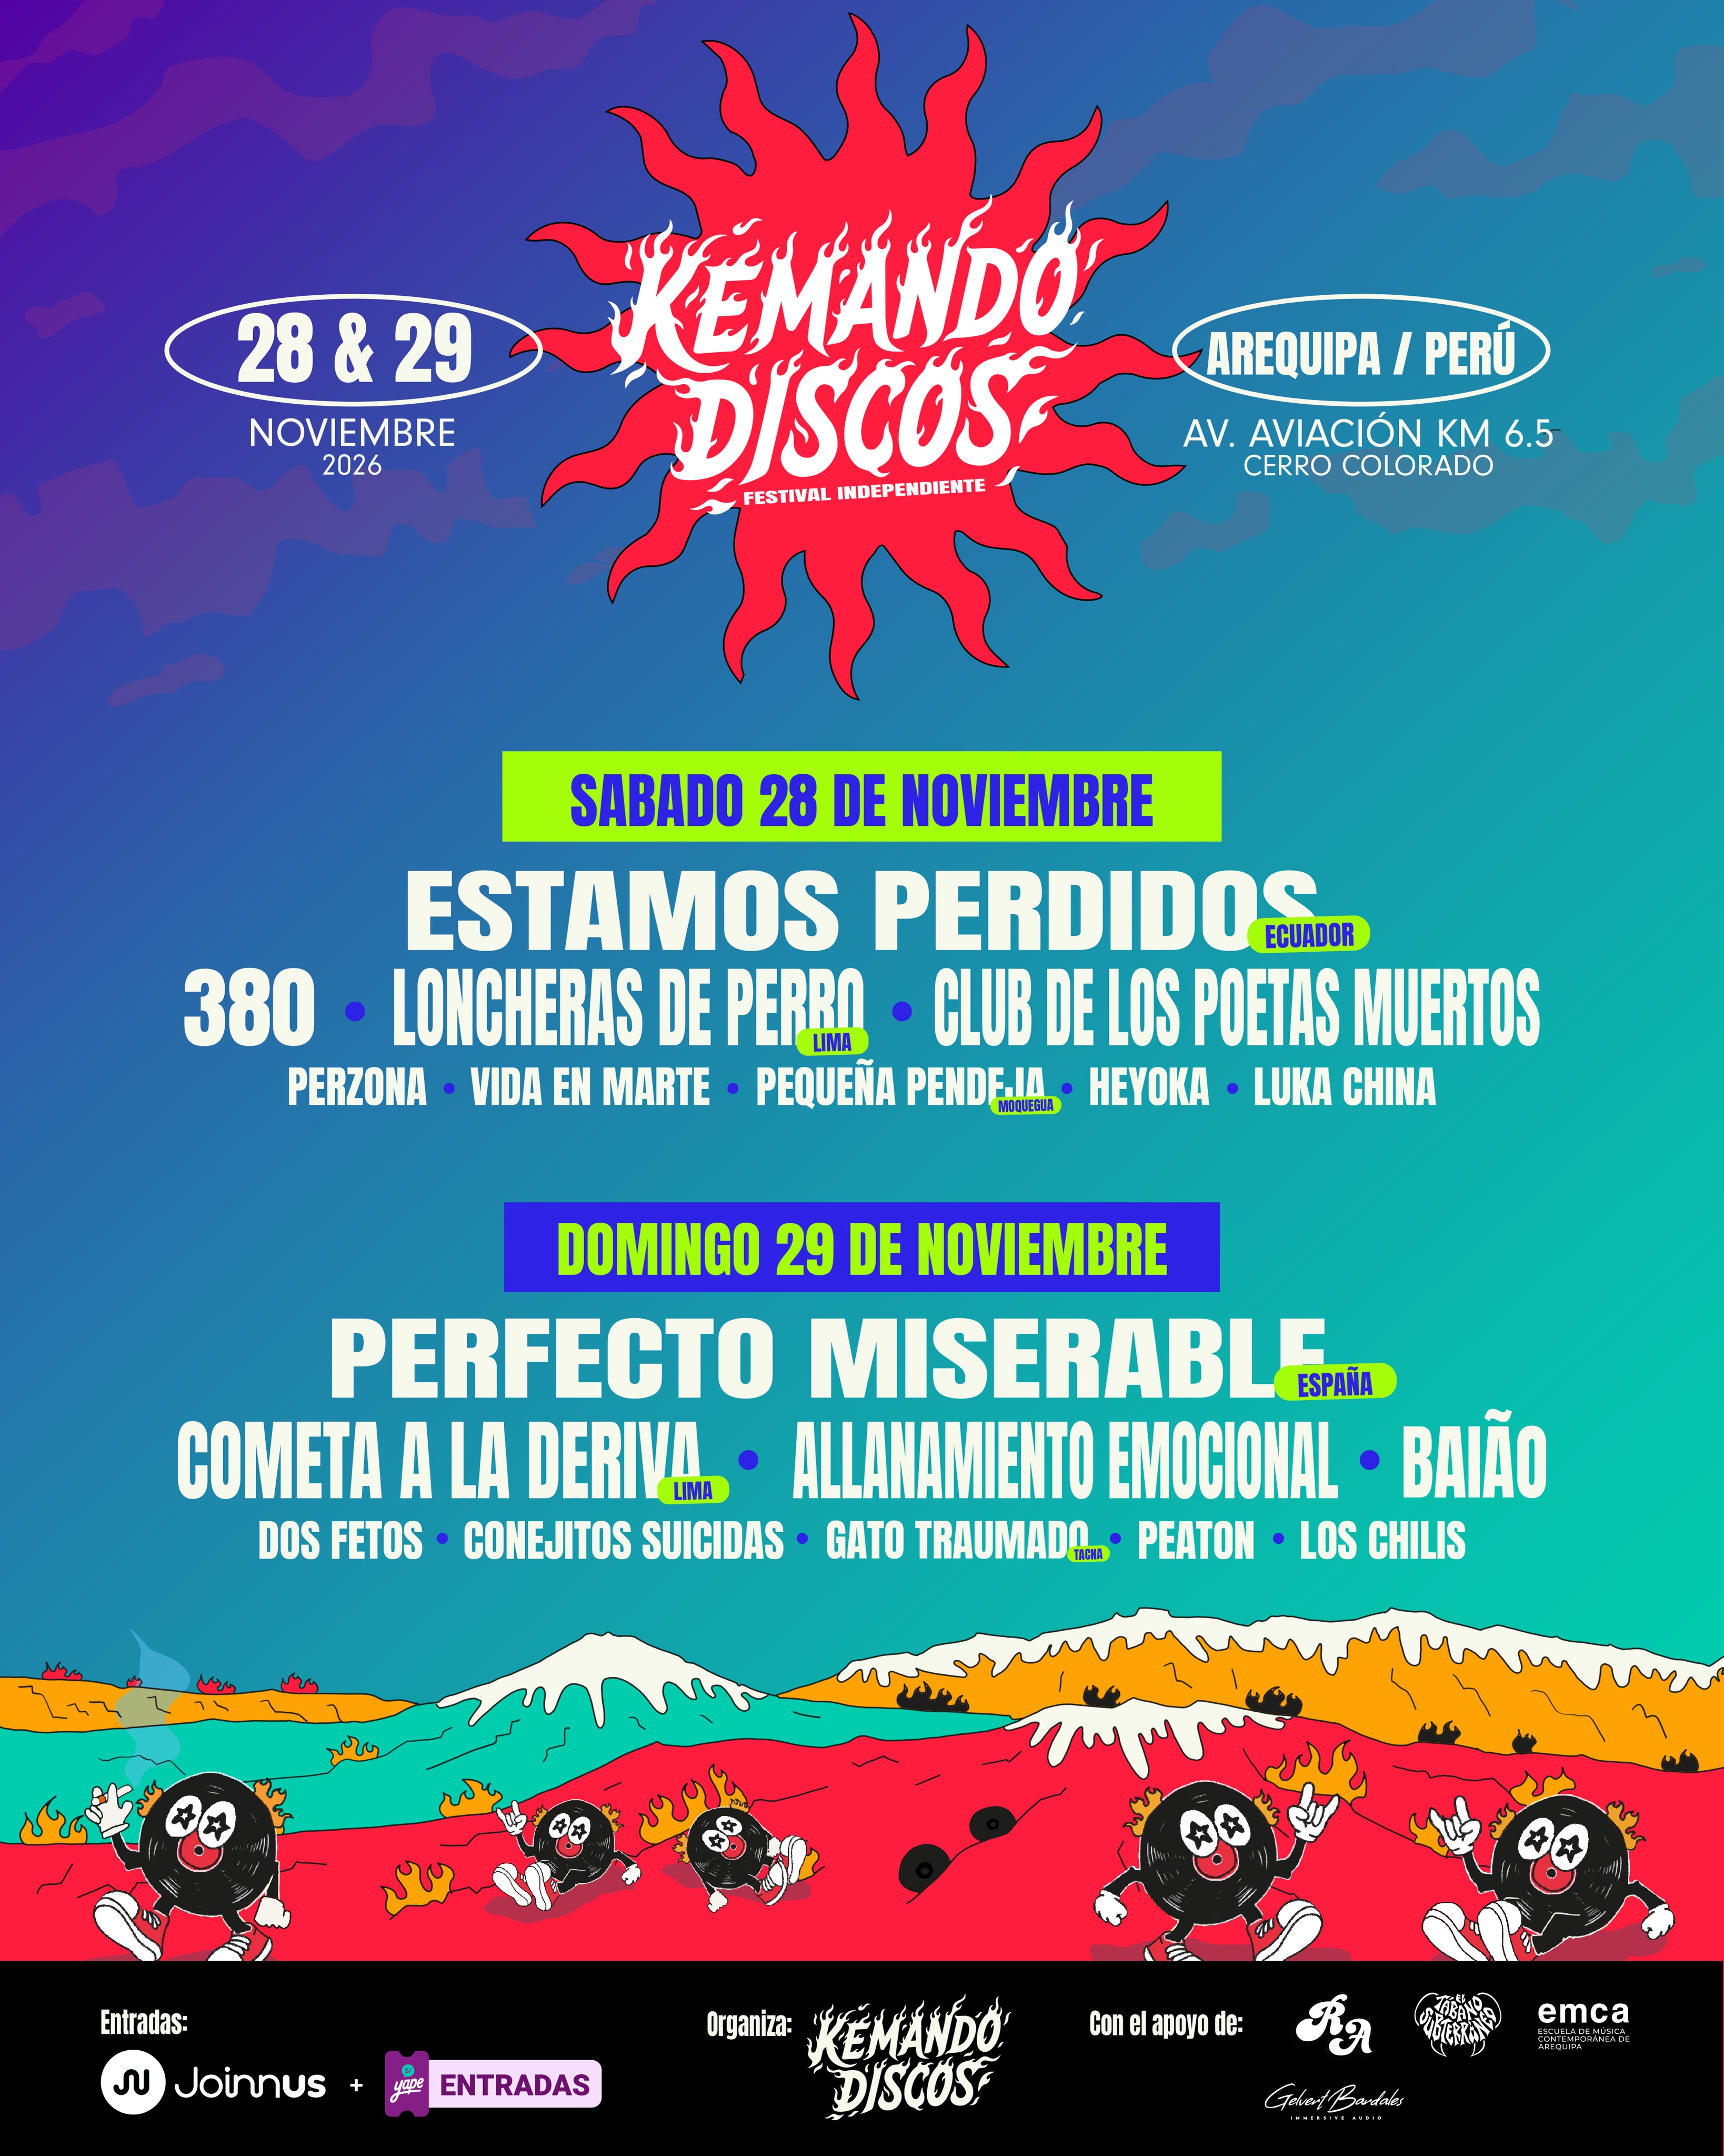 KEMANDO
DISCOS
FESTIVAL INDEPENDIENTE
28 & 29
NOVIEMBRE
2026
AREQUIPA / PERÚ
AV. AVIACIÓN KM 6.5
CERRO COLORADO
SABADO 28 DE NOVIEMBRE
ESTAMOS PERDIDOS
ECUADOR
380 • LONCHERAS DE PERRO • CLUB DE LOS POETAS MUERTOS
LIMA
PERZONA • VIDA EN MARTE • PEQUEÑA PENDEJA • HEYOKA • LUKA CHINA
MOQUEGUA
DOMINGO 29 DE NOVIEMBRE
PERFECTO MISERABLE
ESPAÑA
COMETA A LA DERIVA • ALLANAMIENTO EMOCIONAL • BAIÃO
LIMA
DOS FETOS • CONEJITOS SUICIDAS • GATO TRAUMADO • PEATON • LOS CHILIS
TACNA
Entradas:
Joinnus + yape ENTRADAS
Organiza:
KEMANDO
DISCOS
Con el apoyo de:
RA
EL
TÁBANO
SUBTERRÁNEO
emca
ESCUELA DE MÚSICA
CONTEMPORÁNEA DE
AREQUIPA
Gelvert Bardales
IMMERSIVE AUDIO